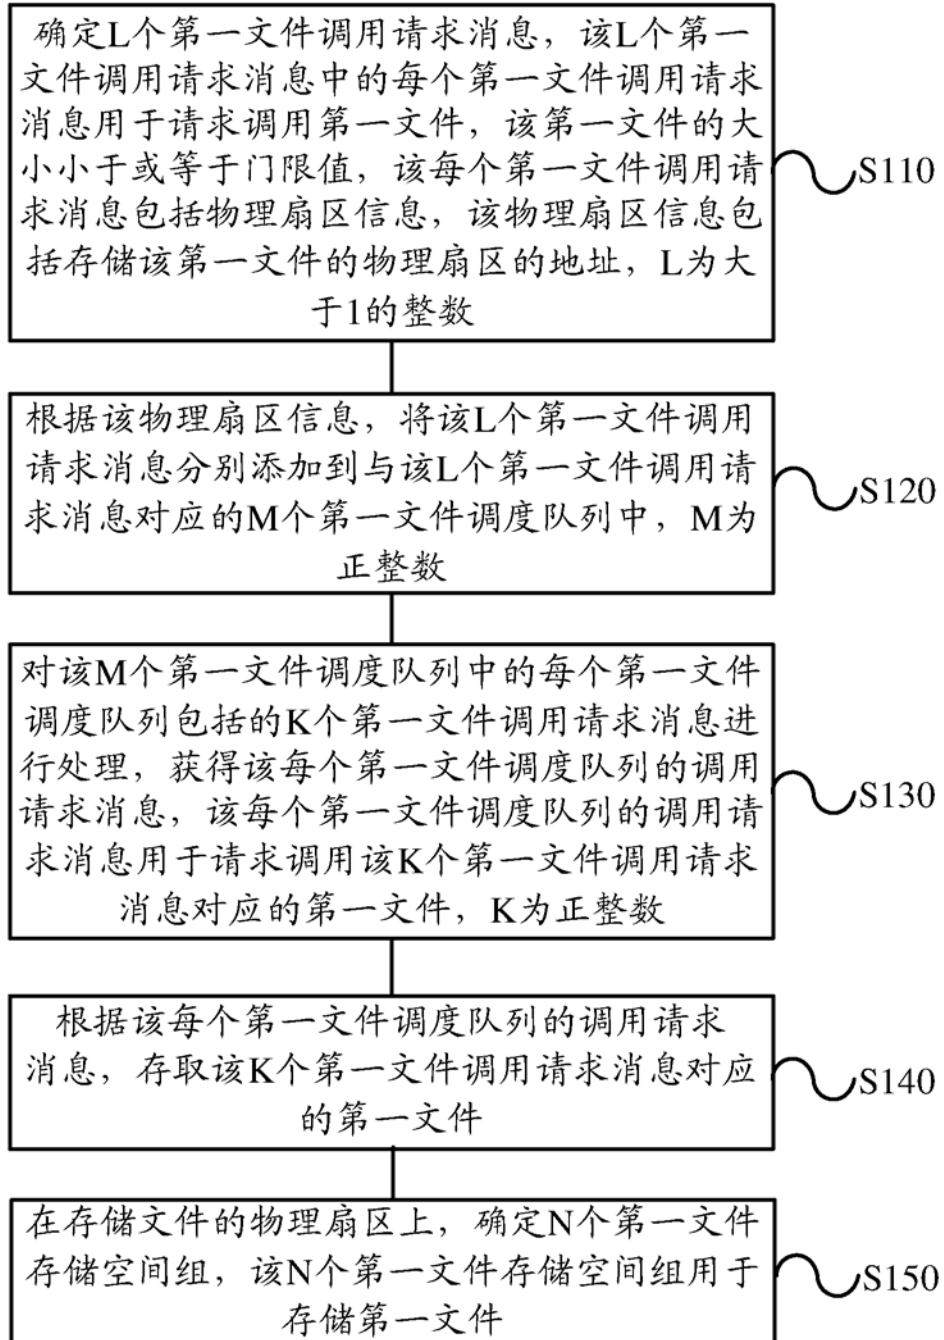 确定L个第一文件调用请求消息，该L个第一
文件调用请求消息中的每个第一文件调用请求
消息用于请求调用第一文件，该第一文件的大
小小于或等于门限值，该每个第一文件调用请
求消息包括物理扇区信息，该物理扇区信息包
括存储该第一文件的物理扇区的地址，L为大
于1的整数
S110
根据该物理扇区信息，将该L个第一文件调用
请求消息分别添加到与该L个第一文件调用请
求消息对应的M个第一文件调度队列中，M为
正整数
S120
对该M个第一文件调度队列中的每个第一文件
调度队列包括的K个第一文件调用请求消息进
行处理，获得该每个第一文件调度队列的调用
请求消息，该每个第一文件调度队列的调用请
求消息用于请求调用该K个第一文件调用请求
消息对应的第一文件，K为正整数
S130
根据该每个第一文件调度队列的调用请求
消息，存取该K个第一文件调用请求消息对应
的第一文件
S140
在存储文件的物理扇区上，确定N个第一文件
存储空间组，该N个第一文件存储空间组用于
存储第一文件
S150